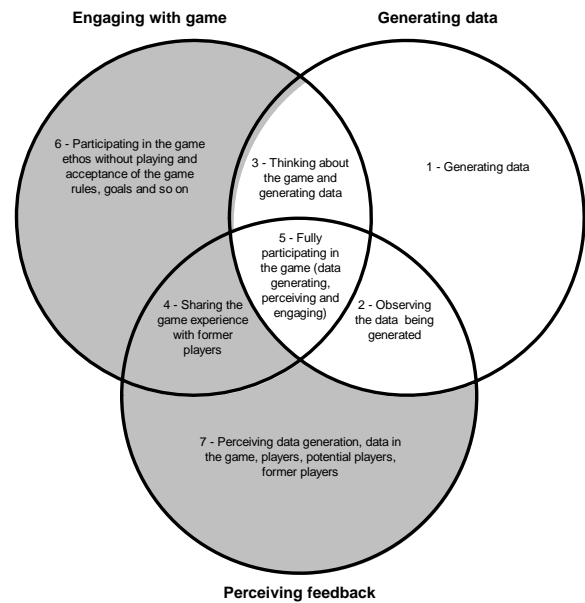 Engaging with game
Generating data
6 - Participating in the game
ethos without playing and
acceptance of the game
rules, goals and so on
3 - Thinking about
the game and
generating data
1 - Generating data
5 - Fully
participating in
the game (data
generating,
perceiving and
engaging)
4 - Sharing the
game experience
with former
players
2 - Observing
the data being
generated
7 - Perceiving data generation, data in
the game, players, potential players,
former players
Perceiving feedback